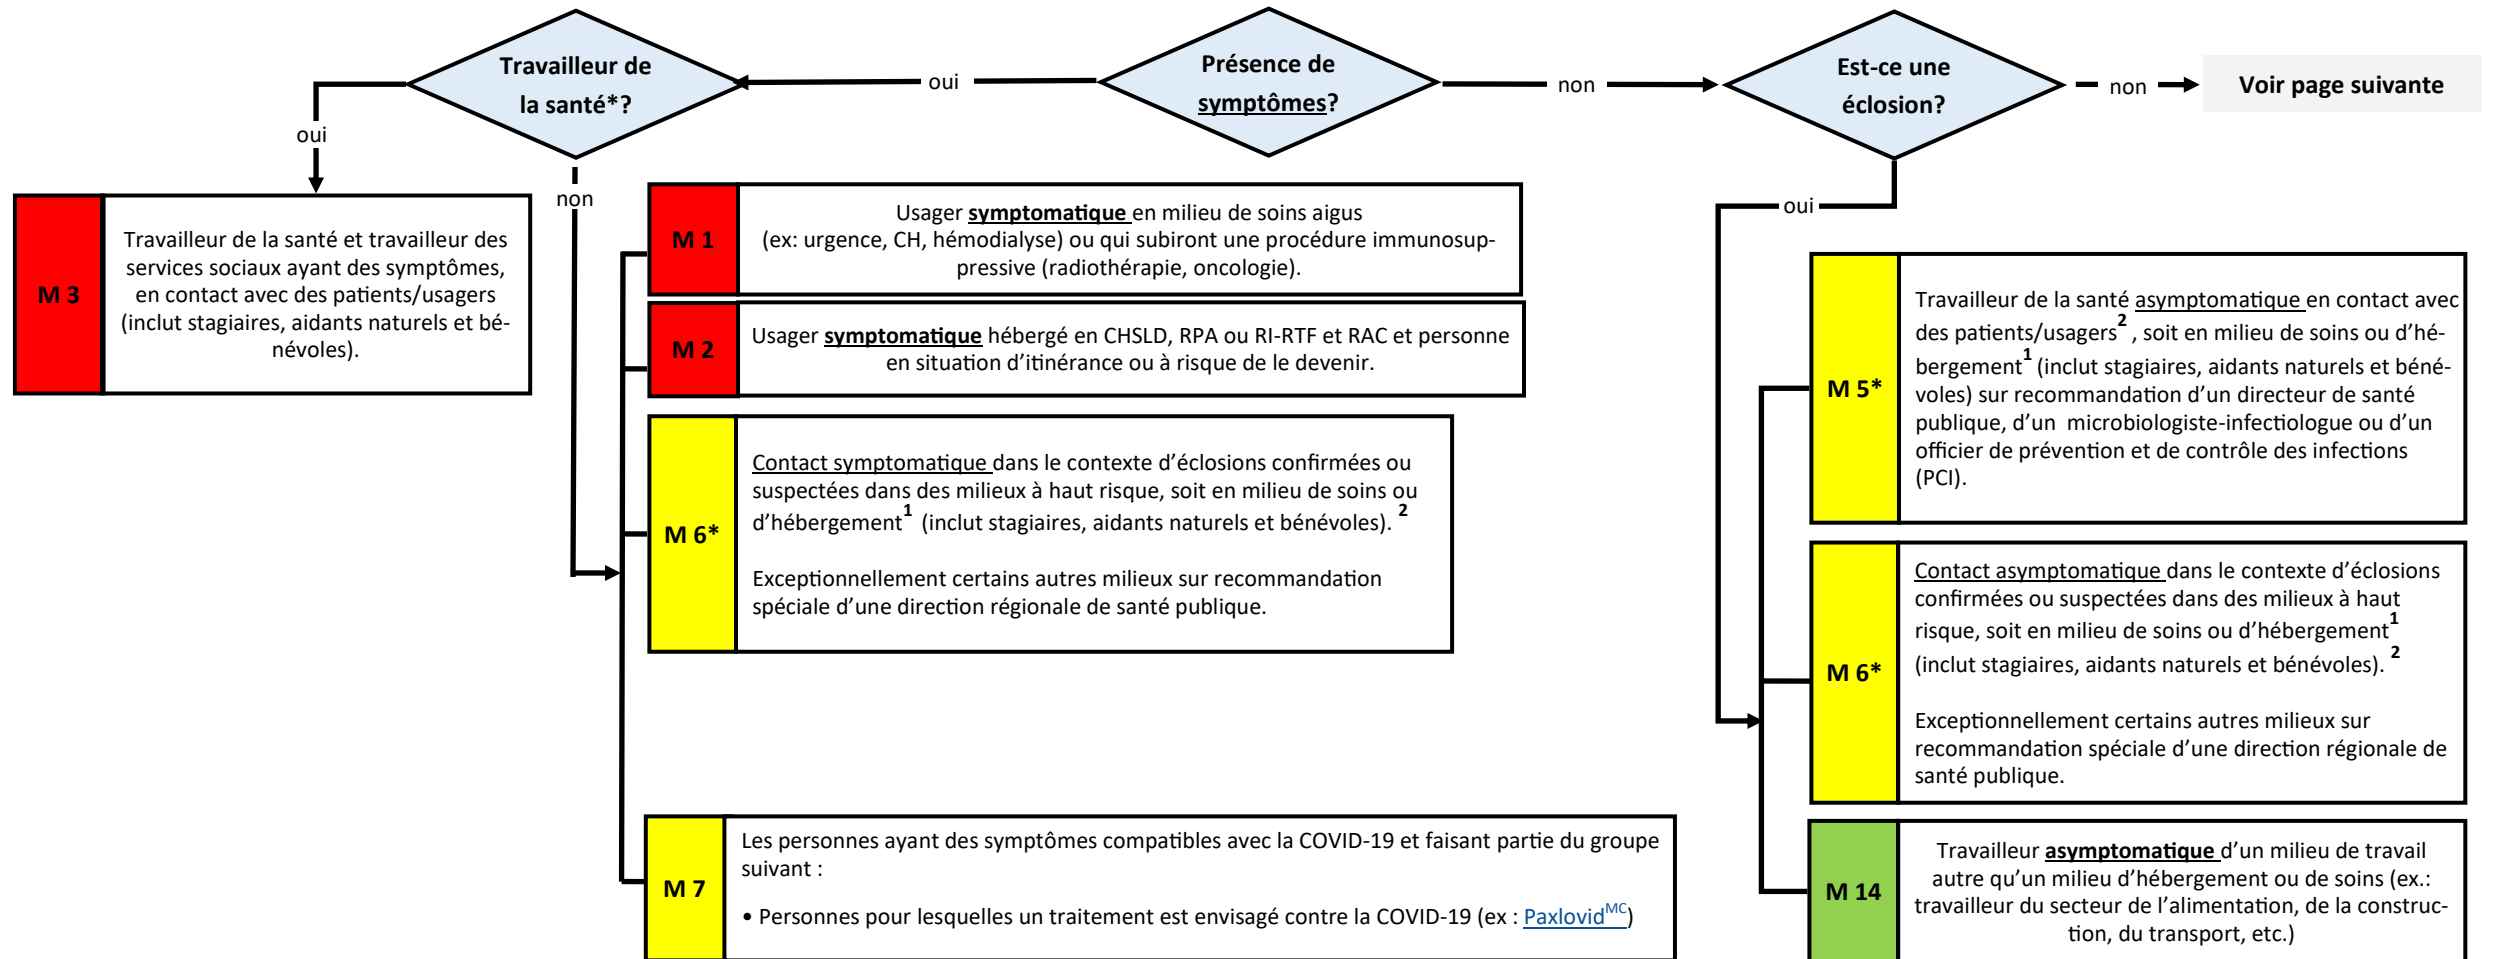 Travailleur de
la santé*?
oui
Présence de
symptômes?
non
Est-ce une
éclosion?
non
Voir page suivante
oui
non
oui
M 3
Travailleur de la santé et travailleur des
services sociaux ayant des symptômes,
en contact avec des patients/usagers
(inclut stagiaires, aidants naturels et bé-
névoles).
M 1
Usager symptomatique en milieu de soins aigus
(ex: urgence, CH, hémodialyse) ou qui subiront une procédure immunosup-
pressive (radiothérapie, oncologie).
M 2
Usager symptomatique hébergé en CHSLD, RPA ou RI-RTF et RAC et personne
en situation d'itinérance ou à risque de le devenir.
M 6*
Contact symptomatique dans le contexte d'éclosions confirmées ou
suspectées dans des milieux à haut risque, soit en milieu de soins ou
d'hébergement1 (inclut stagiaires, aidants naturels et bénévoles). 2
Exceptionnellement certains autres milieux sur recommandation
spéciale d'une direction régionale de santé publique.
M 7
Les personnes ayant des symptômes compatibles avec la COVID-19 et faisant partie du groupe
suivant :
• Personnes pour lesquelles un traitement est envisagé contre la COVID-19 (ex : PaxlovidMC)
M 5*
Travailleur de la santé asymptomatique en contact avec
des patients/usagers2 , soit en milieu de soins ou d'hé-
bergement1 (inclut stagiaires, aidants naturels et béné-
voles) sur recommandation d'un directeur de santé
publique, d'un microbiologiste-infectiologue ou d'un
officier de prévention et de contrôle des infections
(PCI).
M 6*
Contact asymptomatique dans le contexte d'éclosions
confirmées ou suspectées dans des milieux à haut
risque, soit en milieu de soins ou d'hébergement1
(inclut stagiaires, aidants naturels et bénévoles). 2
Exceptionnellement certains autres milieux sur
recommandation spéciale d'une direction régionale de
santé publique.
M 14
Travailleur asymptomatique d'un milieu de travail
autre qu'un milieu d'hébergement ou de soins (ex.:
travailleur du secteur de l'alimentation, de la construc-
tion, du transport, etc.)